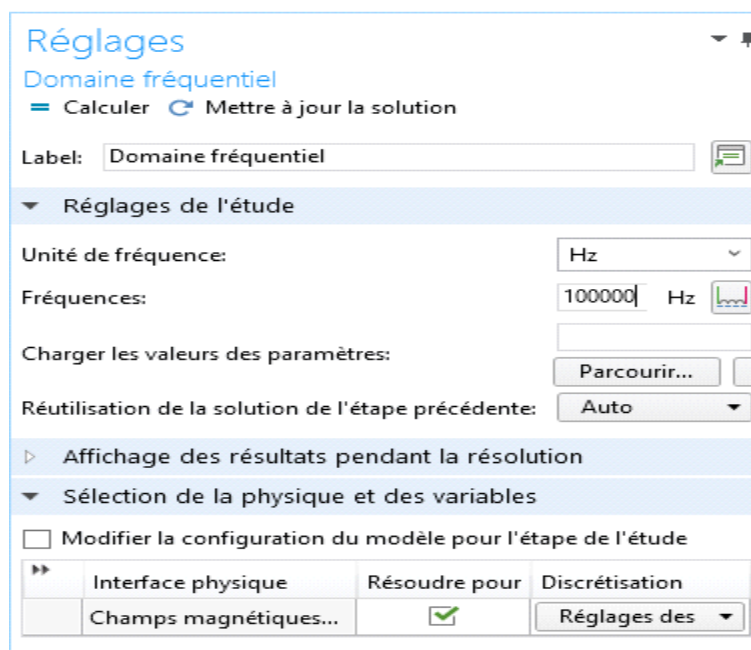 Réglages
Domaine fréquentiel
Calculer Mettre à jour la solution
Label: Domaine fréquentiel
Réglages de l'étude
Unité de fréquence: Hz
Fréquences: 100000 Hz
Charger les valeurs des paramètres:
Parcourir...
Réutilisation de la solution de l'étape précédente: Auto
Affichage des résultats pendant la résolution
Sélection de la physique et des variables
Modifier la configuration du modèle pour l'étape de l'étude
Interface physique Résoudre pour Discrétisation
Champs magnétiques... Réglages des